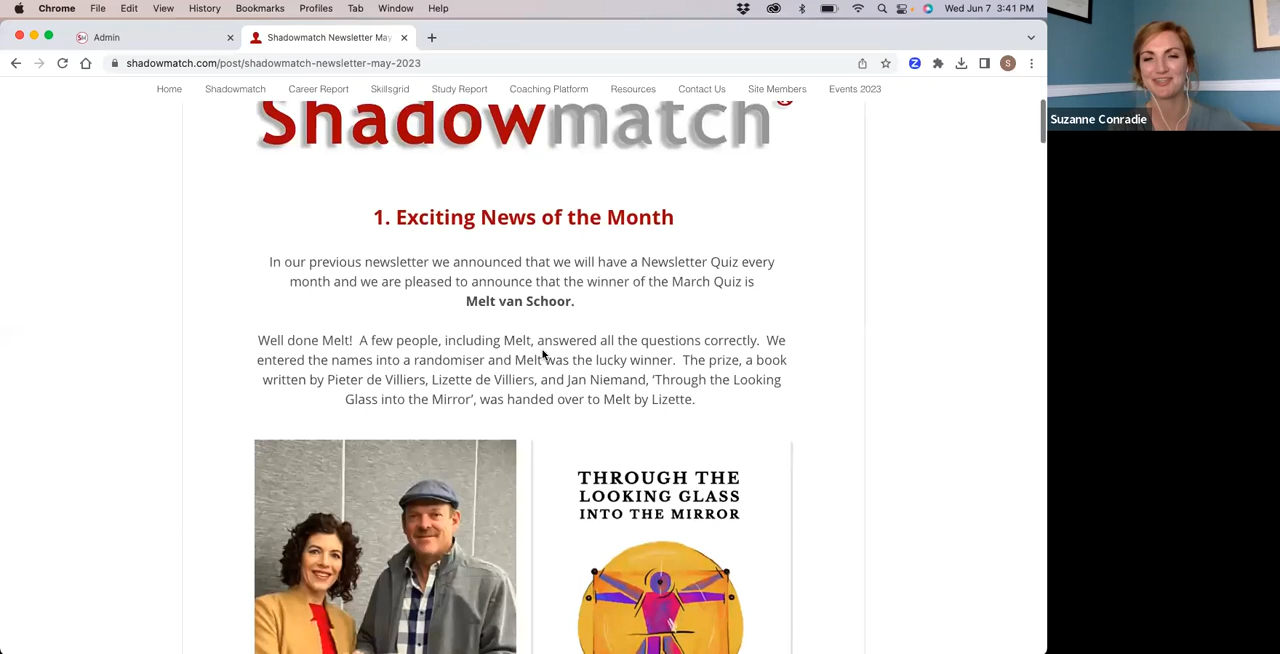 Chrome File Edit View History Bookmarks Profiles Tab Window Help Wed Jun 7 3:41 PM
Admin
Shadowmatch Newsletter May
shadowmatch.com/post/shadowmatch-newsletter-may-2023
S
Home Shadowmatch Career Report Skillsgrid Study Report Coaching Platform Resources Contact Us Site Members Events 2023
Suzanne Conradie
Shadowmatch
1. Exciting News of the Month
In our previous newsletter we announced that we will have a Newsletter Quiz every
month and we are pleased to announce that the winner of the March Quiz is
Melt van Schoor.
Well done Melt! A few people, including Melt, answered all the questions correctly. We
entered the names into a randomiser and Melt was the lucky winner. The prize, a book
written by Pieter de Villiers, Lizette de Villiers, and Jan Niemand, ‘Through the Looking
Glass into the Mirror’, was handed over to Melt by Lizette.
THROUGH THE
LOOKING GLASS
INTO THE MIRROR